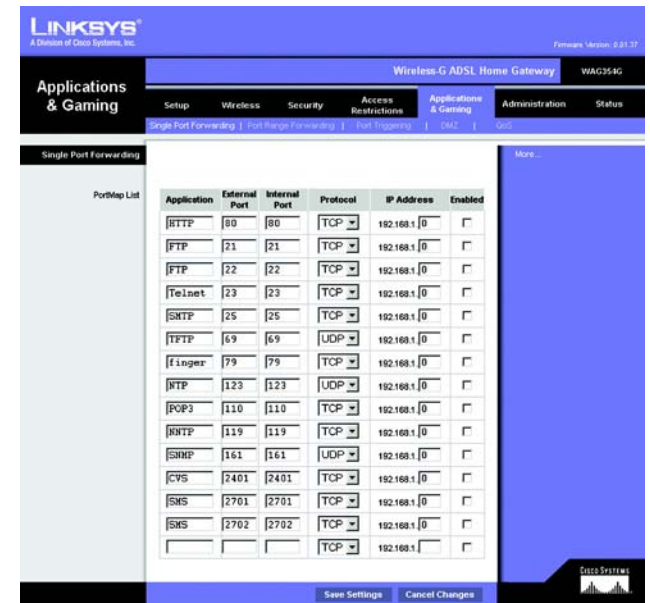 LINKSYS®
A Division of Cisco Systems, Inc.
Firmware Version: 0.01.37
Wireless-G ADSL Home Gateway WAG354G
Applications & Gaming
Setup Wireless Security Access Restrictions Applications & Gaming Administration Status
Single Port Forwarding | Port Range Forwarding | Port Triggering | DMZ | QoS
Single Port Forwarding
More...
PortMap List
Application External Port Internal Port Protocol IP Address Enabled
HTTP 80 80 TCP 192.168.1. 0
FTP 21 21 TCP 192.168.1. 0
FTP 22 22 TCP 192.168.1. 0
Telnet 23 23 TCP 192.168.1. 0
SMTP 25 25 TCP 192.168.1. 0
TFTP 69 69 UDP 192.168.1. 0
finger 79 79 TCP 192.168.1. 0
NTP 123 123 UDP 192.168.1. 0
POP3 110 110 TCP 192.168.1. 0
NNTP 119 119 TCP 192.168.1. 0
SNMP 161 161 UDP 192.168.1. 0
CVS 2401 2401 TCP 192.168.1. 0
SMS 2701 2701 TCP 192.168.1. 0
SMS 2702 2702 TCP 192.168.1. 0
TCP 192.168.1.
Save Settings Cancel Changes
CISCO SYSTEMS